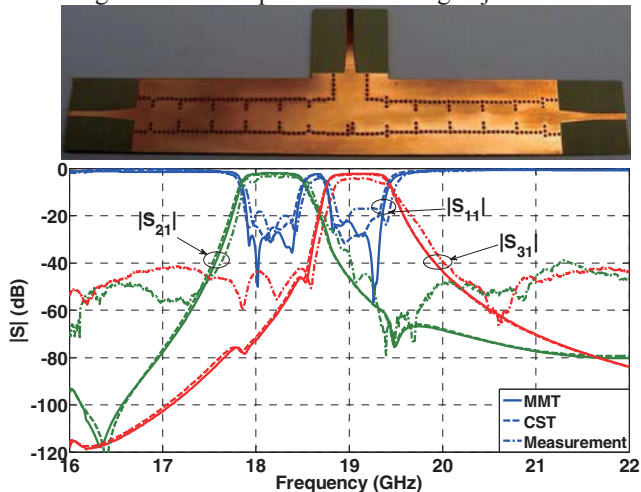 0
-20
-40
-60
-80
-100
-120
|S| (dB)
|S21|
|S11|
|S31|
MMT
CST
Measurement
16 17 18 19 20 21 22
Frequency (GHz)